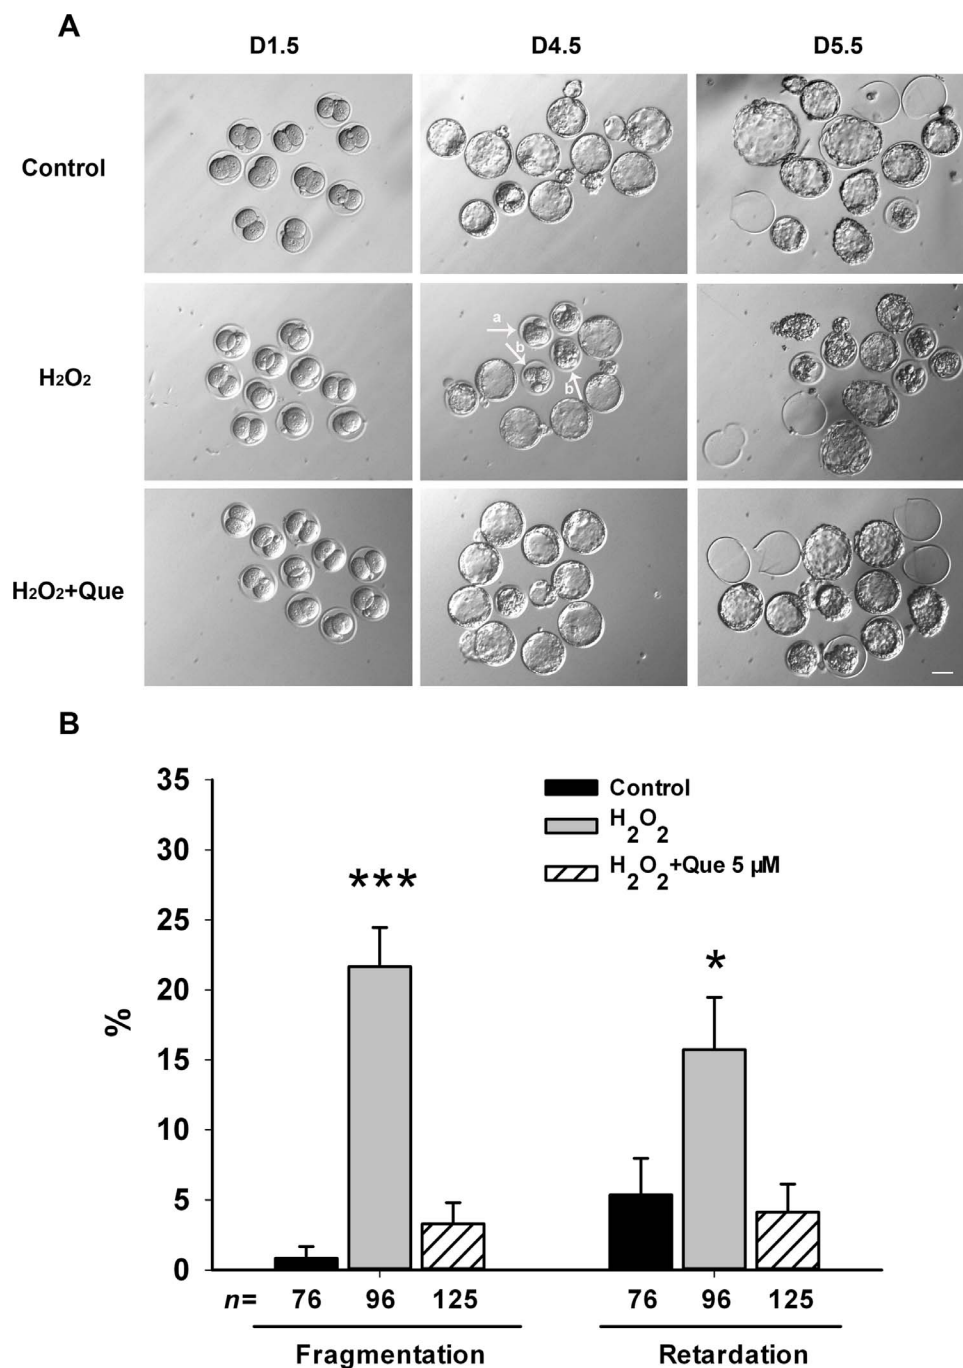 A
D1.5 D4.5 D5.5
Control
a
b
H2O2
b
H2O2+Que
B
35
30
25
20
15
10
5
0
%
Control
H2O2
H2O2+Que 5 µM
***
*
n= 76 96 125 76 96 125
Fragmentation Retardation